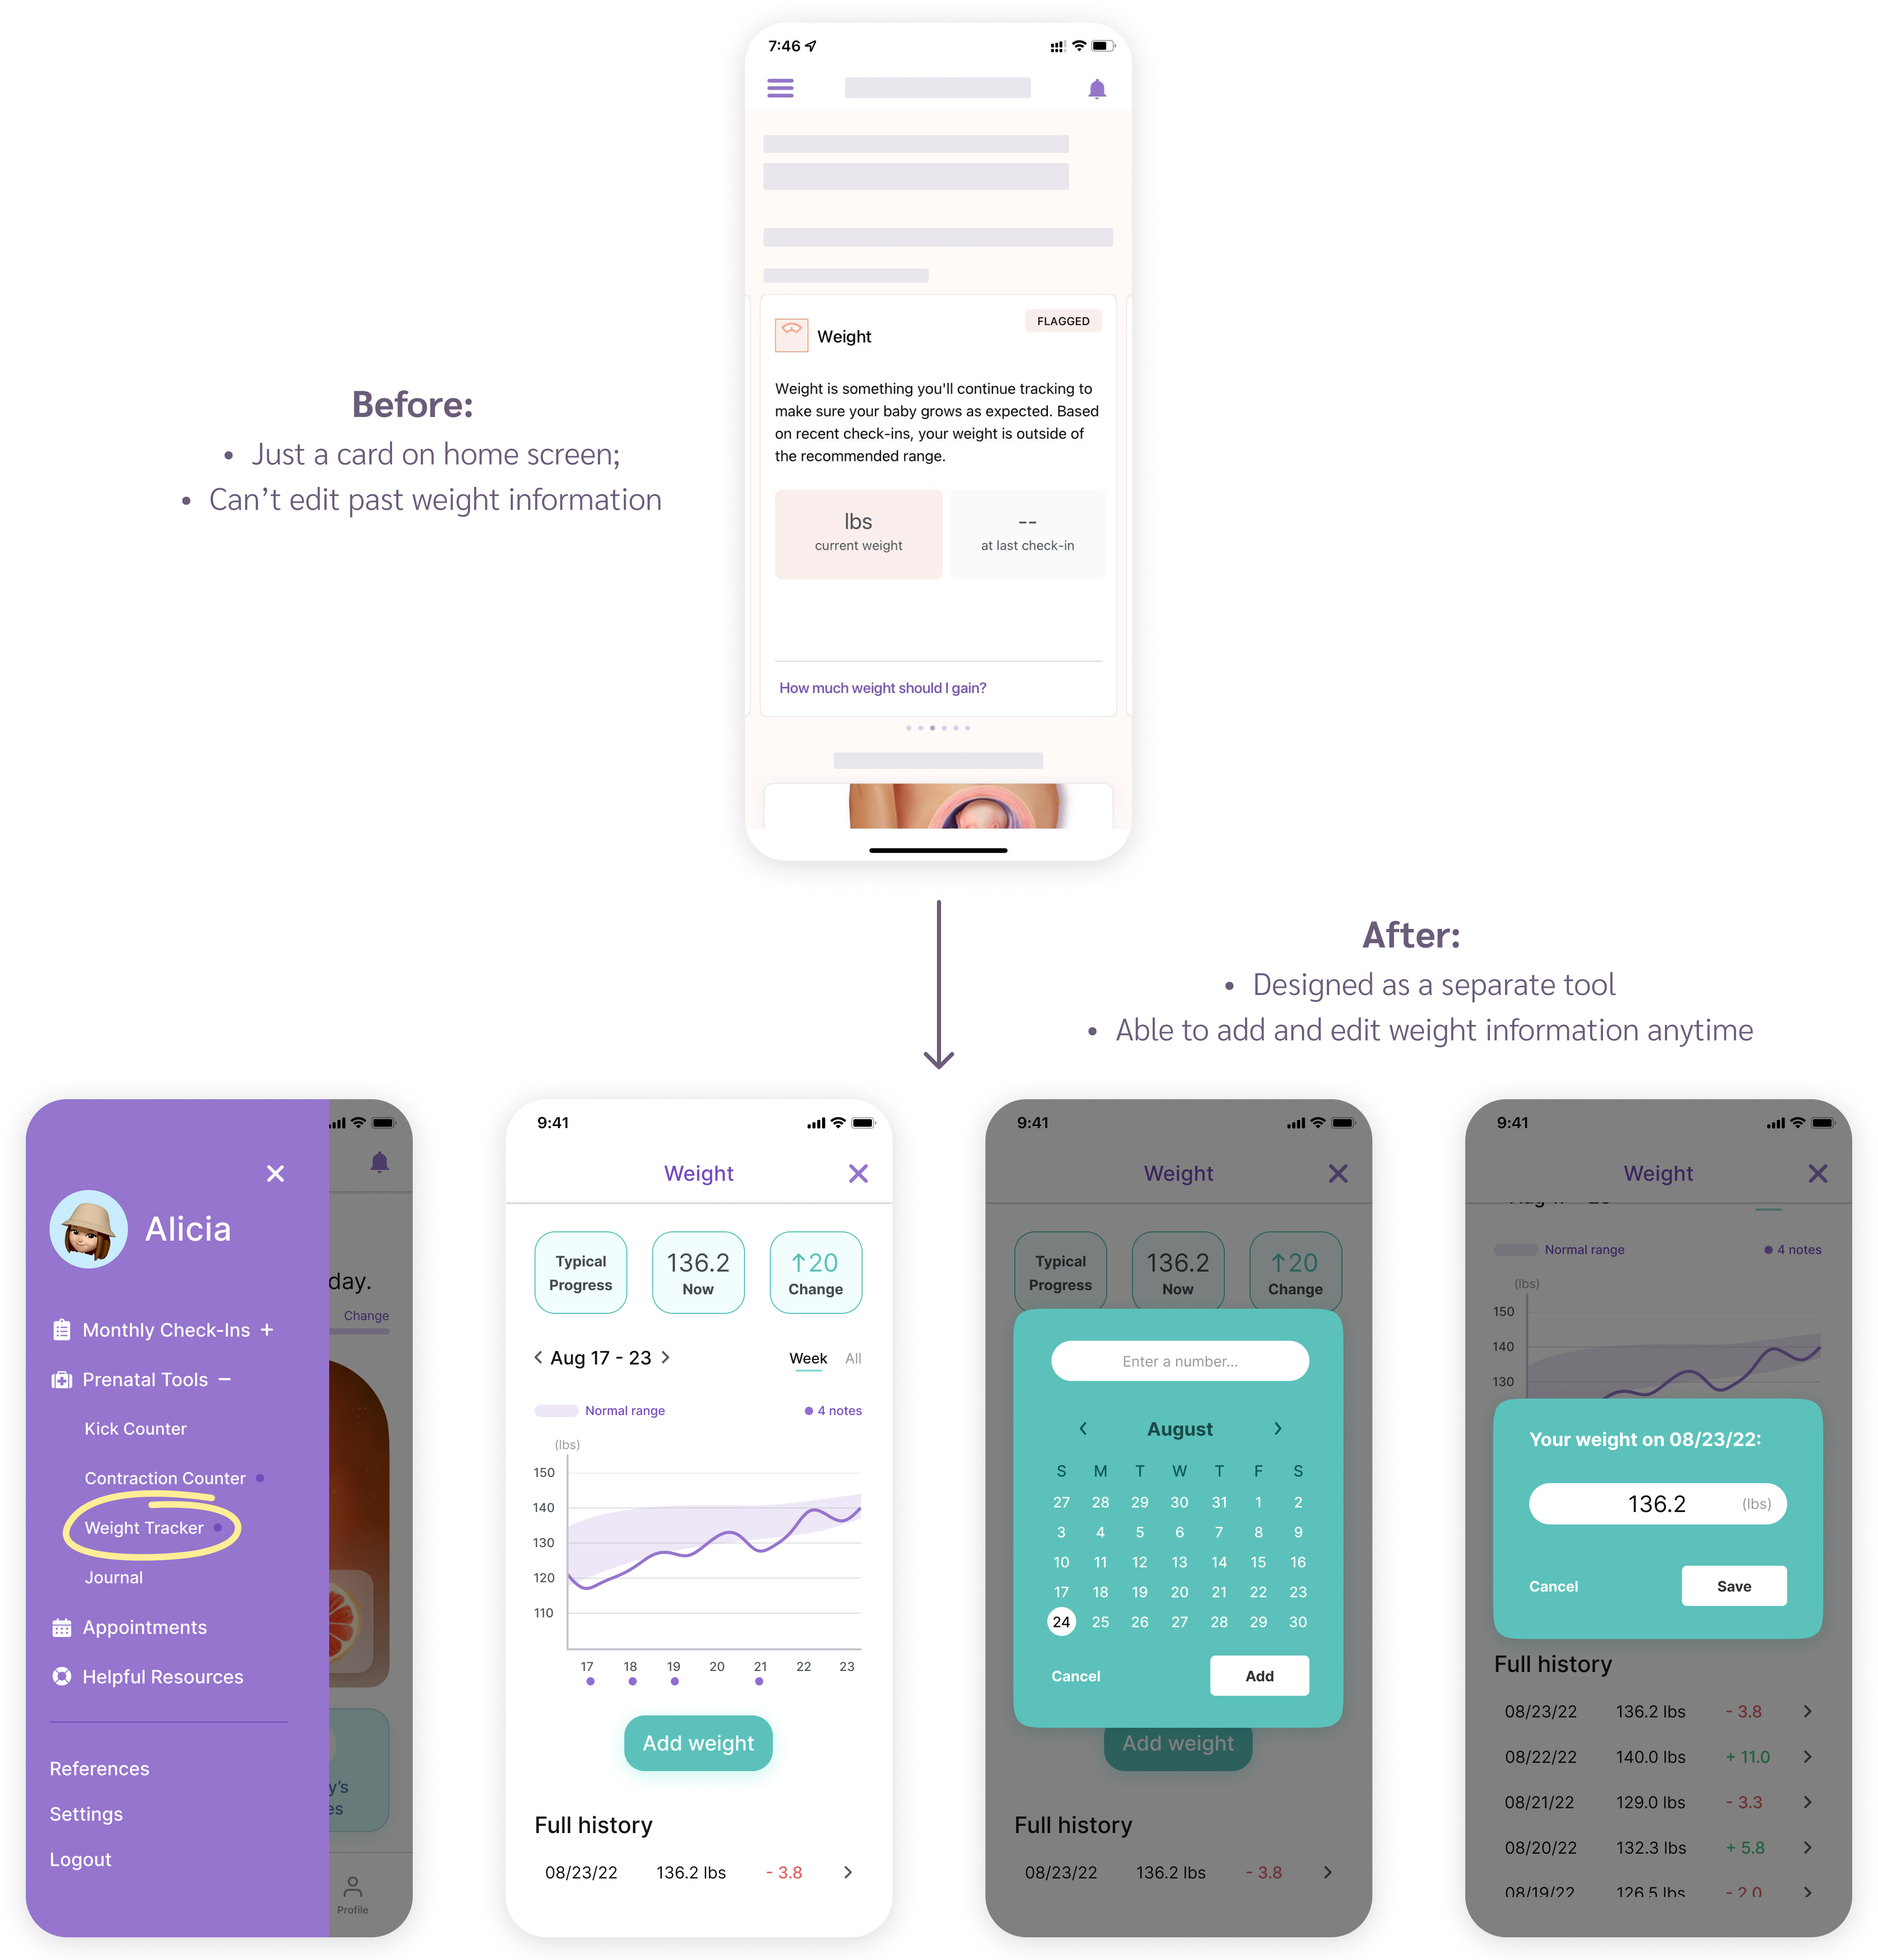 7:46
FLAGGED
Weight
Weight is something you'll continue tracking to
make sure your baby grows as expected. Based
on recent check-ins, your weight is outside of
the recommended range.
lbs
current weight
--
at last check-in
How much weight should I gain?
Before:
• Just a card on home screen;
• Can't edit past weight information
After:
• Designed as a separate tool
• Able to add and edit weight information anytime
Alicia
Monthly Check-Ins +
Prenatal Tools −
Kick Counter
Contraction Counter
Weight Tracker
Journal
Appointments
Helpful Resources
References
Settings
Logout
day.
Change
y's
es
Profile
9:41
Weight
Typical
Progress
136.2
Now
↑20
Change
< Aug 17 - 23 >
Week All
Normal range
4 notes
(lbs)
150
140
130
120
110
17 18 19 20 21 22 23
Add weight
Full history
08/23/22 136.2 lbs - 3.8 >
9:41
Weight
Typical
Progress
136.2
Now
↑20
Change
Enter a number...
< August >
S M T W T F S
27 28 29 30 31 1 2
3 4 5 6 7 8 9
10 11 12 13 14 15 16
17 18 19 20 21 22 23
24 25 26 27 28 29 30
Cancel
Add
Add weight
Full history
08/23/22 136.2 lbs - 3.8 >
9:41
Weight
Normal range
4 notes
(lbs)
150
140
130
Your weight on 08/23/22:
136.2 (lbs)
Cancel
Save
Full history
08/23/22 136.2 lbs - 3.8 >
08/22/22 140.0 lbs + 11.0 >
08/21/22 129.0 lbs - 3.3 >
08/20/22 132.3 lbs + 5.8 >
08/19/22 126.5 lbs - 2.0 >